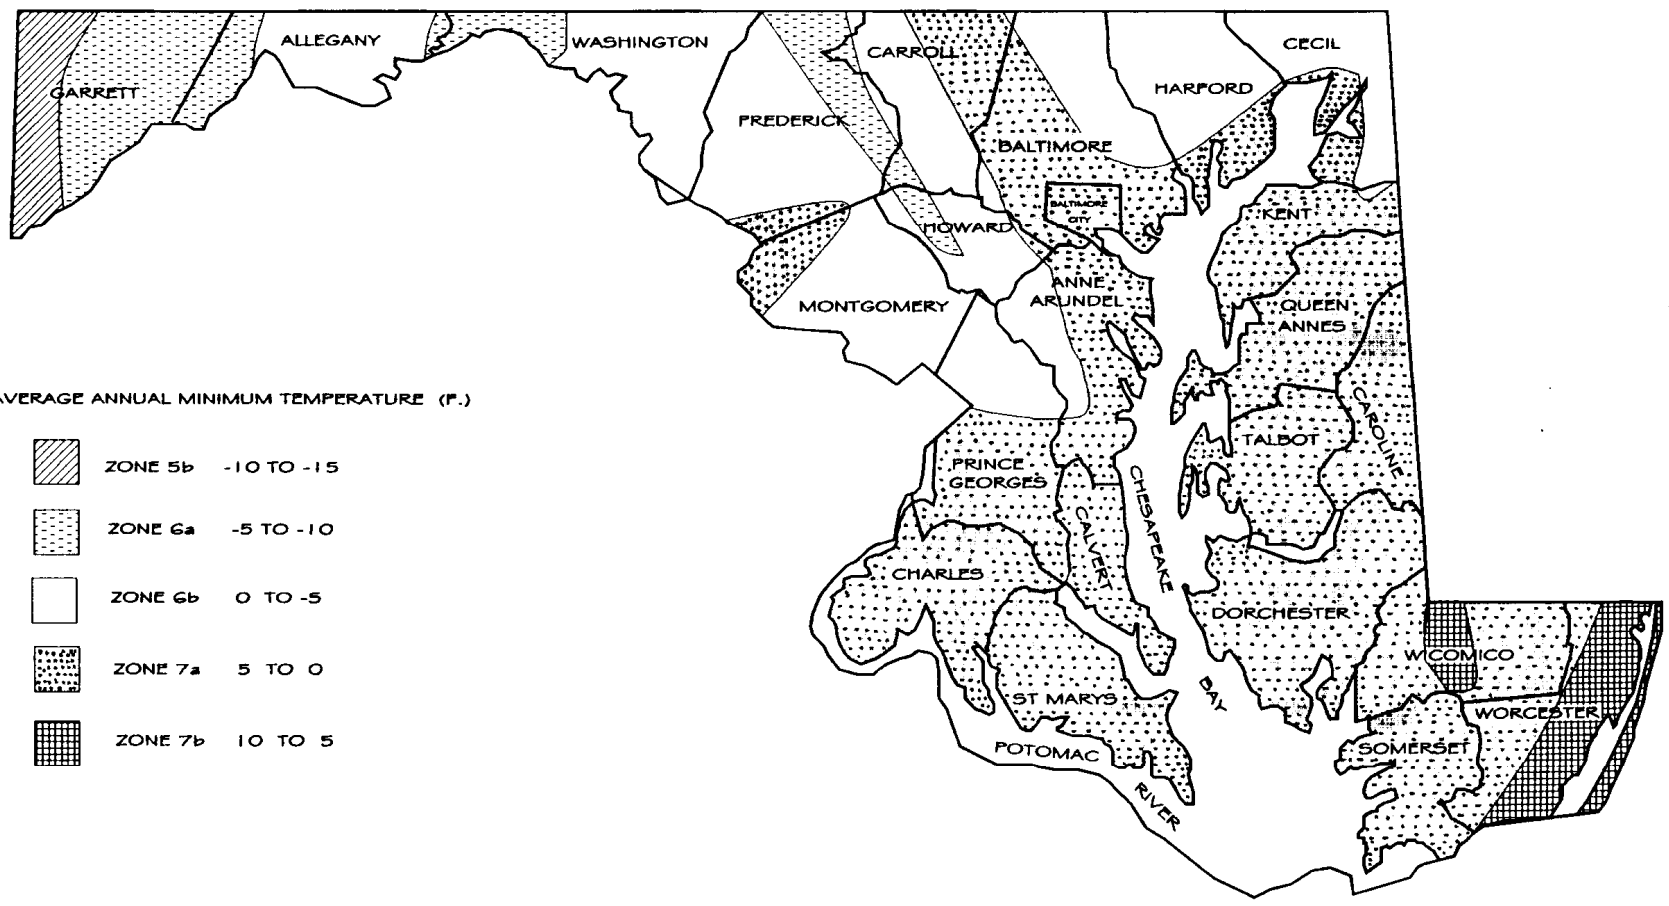 ALLEGANY
WASHINGTON
CARROLL
CECIL
GARRETT
HARFORD
FREDERICK
BALTIMORE
BALTIMORE
CITY
KENT
HOWARD
ANNE
ARUNDEL
MONTGOMERY
QUEEN
ANNES
CAROLINE
TALBOT
PRINCE
GEORGES
CHESAPEAKE
BAY
CALVERT
CHARLES
DORCHESTER
WICOMICO
ST MARYS
WORCESTER
SOMERSET
POTOMAC
RIVER
AVERAGE ANNUAL MINIMUM TEMPERATURE (F.)
ZONE 5b -10 TO -15
ZONE 6a -5 TO -10
ZONE 6b 0 TO -5
ZONE 7a 5 TO 0
ZONE 7b 10 TO 5